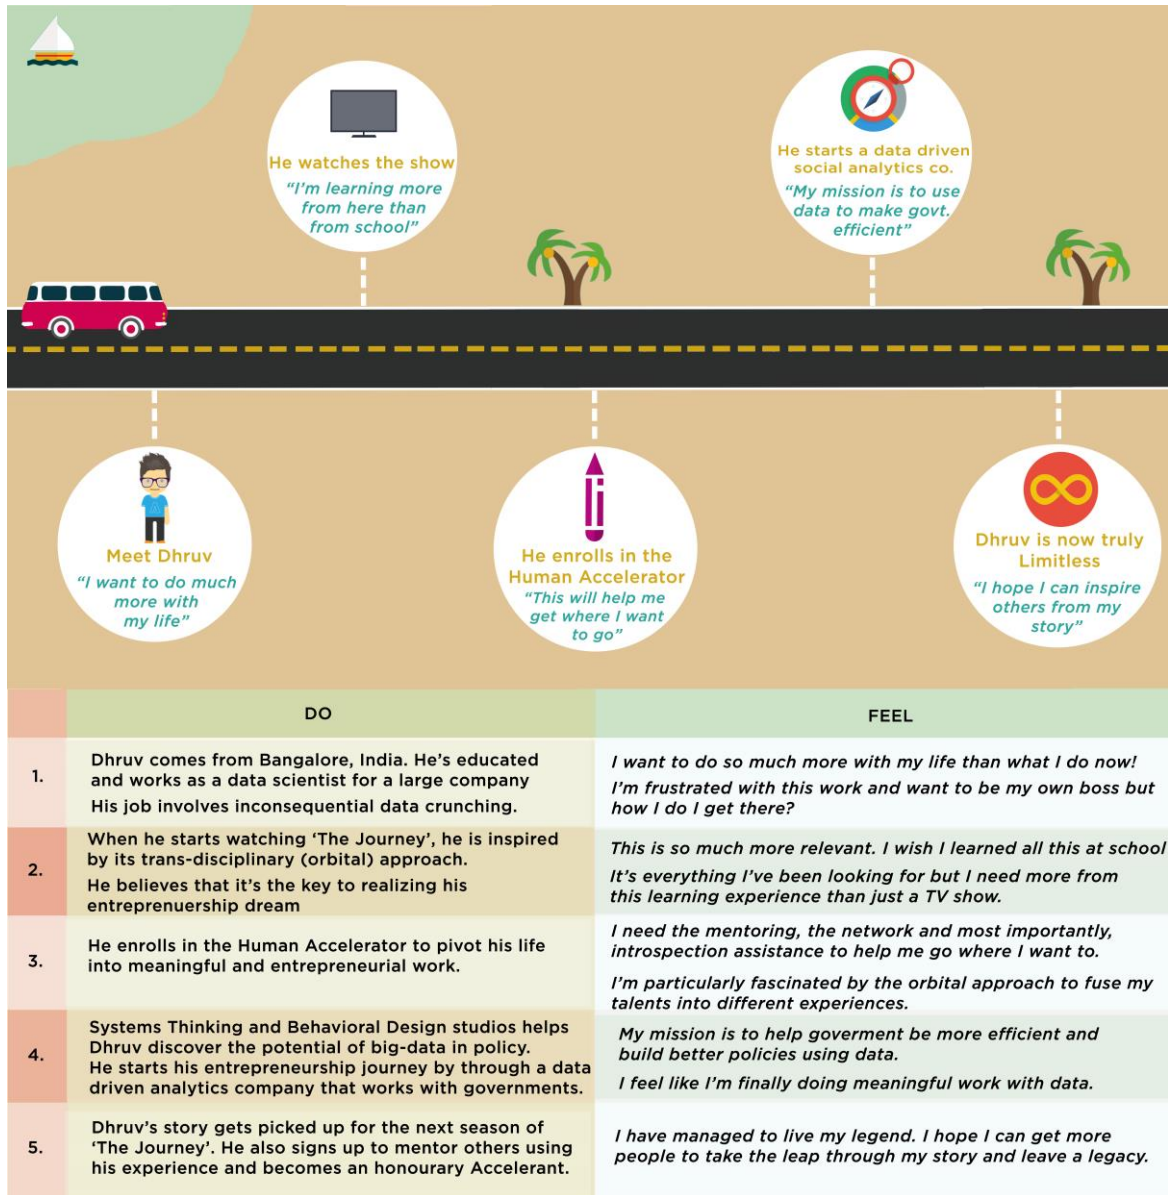 He watches the show
“I’m learning more
from here than
from school”
He starts a data driven
social analytics co.
“My mission is to use
data to make govt.
efficient”
Meet Dhruv
“I want to do much
more with
my life”
He enrolls in the
Human Accelerator
“This will help me
get where I want
to go”
Dhruv is now truly
Limitless
“I hope I can inspire
others from my
story”
DO
FEEL
1.
Dhruv comes from Bangalore, India. He’s educated
and works as a data scientist for a large company
His job involves inconsequential data crunching.
I want to do so much more with my life than what I do now!
I’m frustrated with this work and want to be my own boss but
how do I get there?
2.
When he starts watching ‘The Journey’, he is inspired
by its trans-disciplinary (orbital) approach.
He believes that it’s the key to realizing his
entreprenuership dream
This is so much more relevant. I wish I learned all this at school
It’s everything I’ve been looking for but I need more from
this learning experience than just a TV show.
3.
He enrolls in the Human Accelerator to pivot his life
into meaningful and entrepreneurial work.
I need the mentoring, the network and most importantly,
introspection assistance to help me go where I want to.
I’m particularly fascinated by the orbital approach to fuse my
talents into different experiences.
4.
Systems Thinking and Behavioral Design studios helps
Dhruv discover the potential of big-data in policy.
He starts his entrepreneurship journey by through a data
driven analytics company that works with governments.
My mission is to help goverment be more efficient and
build better policies using data.
I feel like I’m finally doing meaningful work with data.
5.
Dhruv’s story gets picked up for the next season of
‘The Journey’. He also signs up to mentor others using
his experience and becomes an honourary Accelerant.
I have managed to live my legend. I hope I can get more
people to take the leap through my story and leave a legacy.